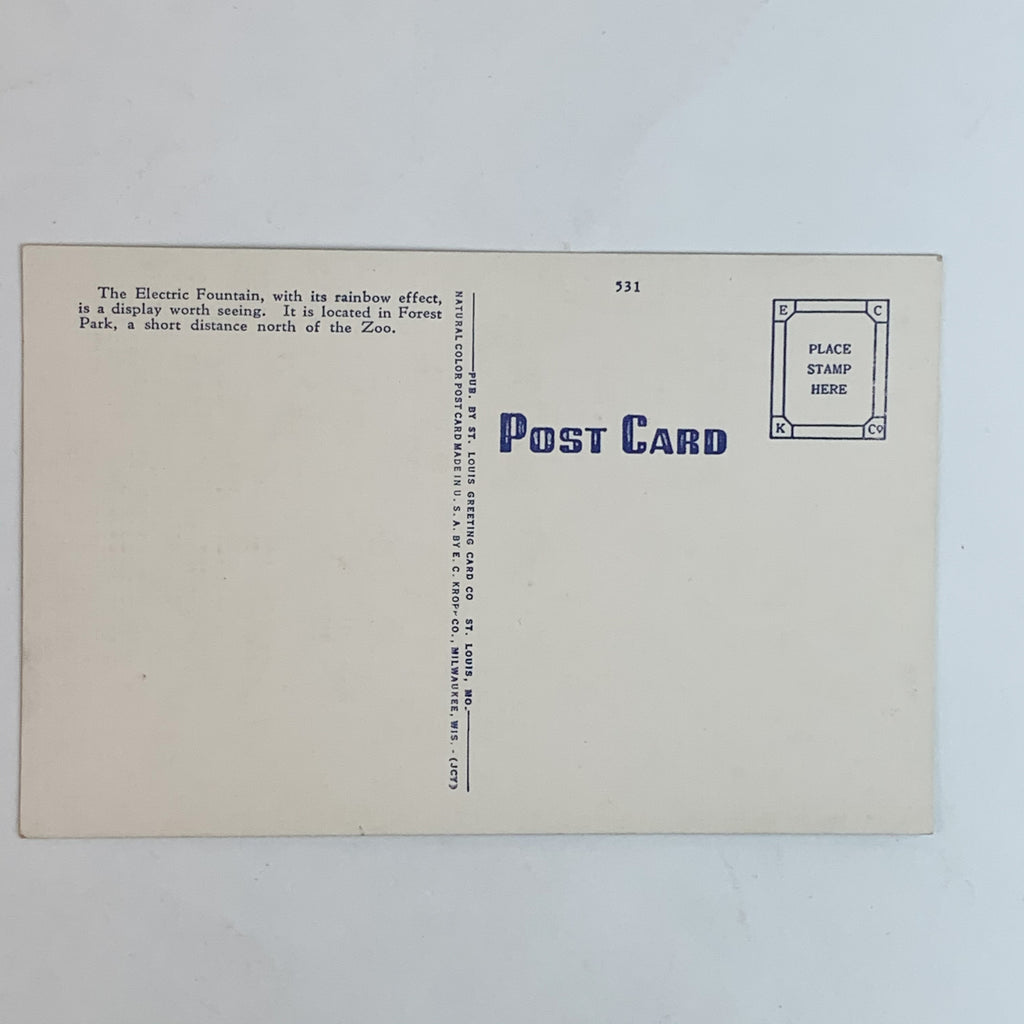 The Electric Fountain, with its rainbow effect,
is a display worth seeing. It is located in Forest
Park, a short distance north of the Zoo.
NATURAL COLOR POST CARD MADE IN U. S. A. BY E. C. KROPP CO., MILWAUKEE, WIS. - (JCY)
PUB. BY ST. LOUIS GREETING CARD CO ST. LOUIS, MO.
531
POST CARD
E C
PLACE
STAMP
HERE
K Co